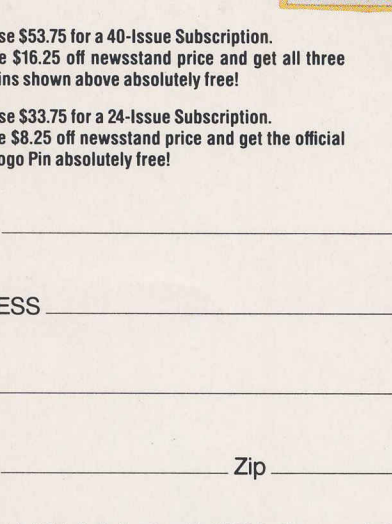 se $53.75 for a 40-Issue Subscription.
e $16.25 off newsstand price and get all three
ins shown above absolutely free!
se $33.75 for a 24-Issue Subscription.
e $8.25 off newsstand price and get the official
ogo Pin absolutely free!
ESS
Zip